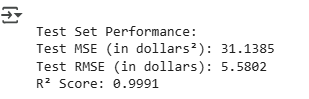 Test Set Performance:
Test MSE (in dollars²): 31.1385
Test RMSE (in dollars): 5.5802
R² Score: 0.9991